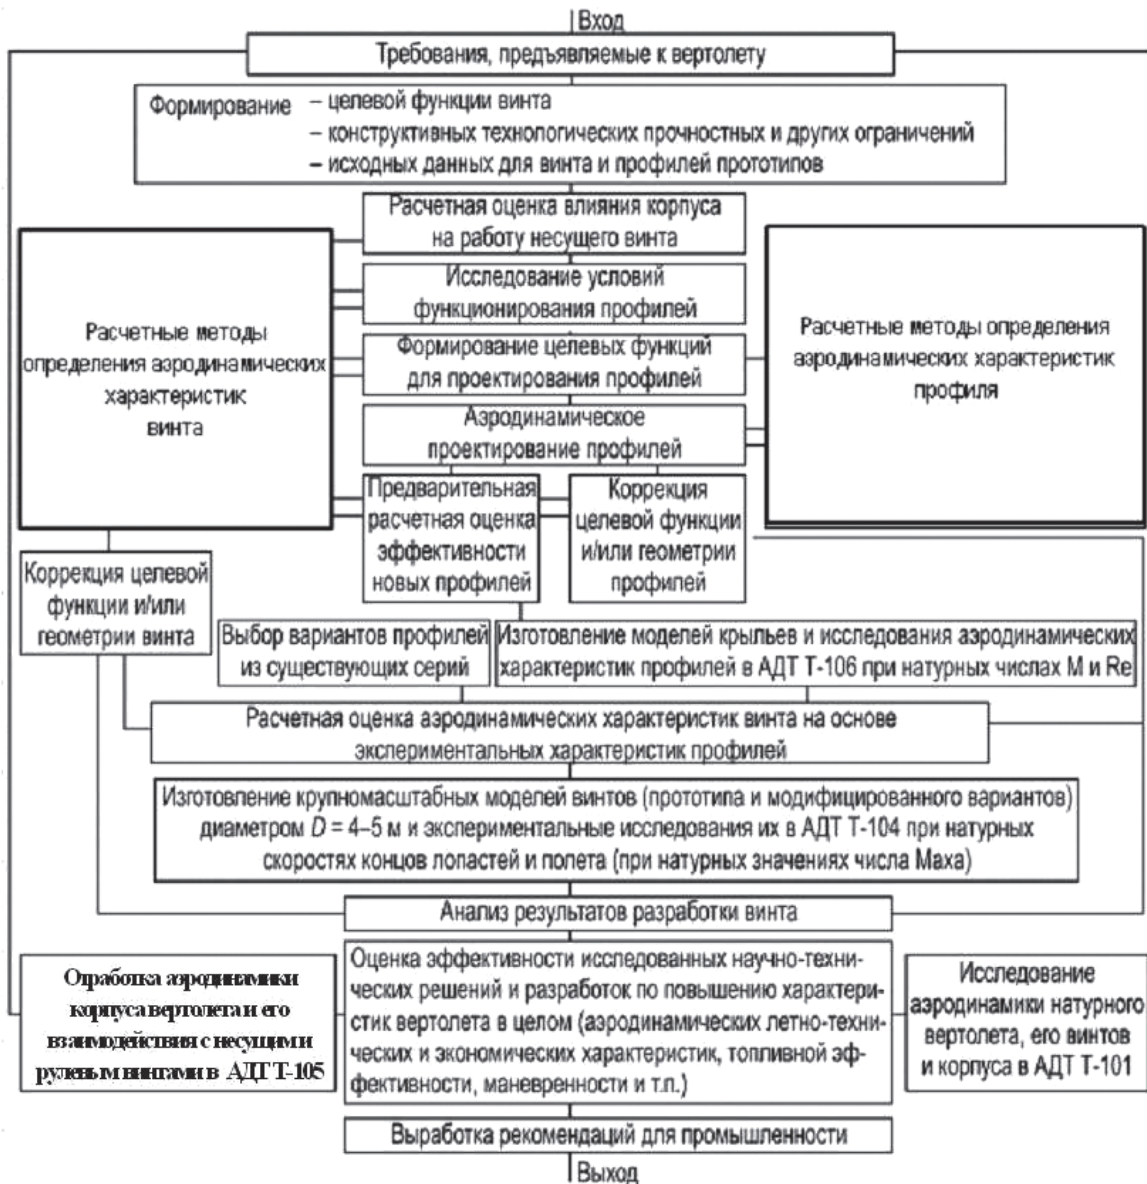 Вход
Требования, предъявляемые к вертолету
Формирование – целевой функции винта
– конструктивных технологических прочностных и других ограничений
– исходных данных для винта и профилей прототипов
Расчетная оценка влияния корпуса
на работу несущего винта
Расчетные методы
определения аэродинамических
характеристик
винта
Исследование условий
функционирования профилей
Формирование целевых функций
для проектирования профилей
Аэродинамическое
проектирование профилей
Расчетные методы определения
аэродинамических характеристик
профиля
Предварительная
расчетная оценка
эффективности
новых профилей
Коррекция
целевой функции
и/или геометрии
профилей
Коррекция целевой
функции и/или
геометрии винта
Выбор вариантов профилей
из существующих серий
Изготовление моделей крыльев и исследования аэродинамических
характеристик профилей в АДТ Т-106 при натурных числах М и Re
Расчетная оценка аэродинамических характеристик винта на основе
экспериментальных характеристик профилей
Изготовление крупномасштабных моделей винтов (прототипа и модифицированного вариантов)
диаметром D = 4–5 м и экспериментальные исследования их в АДТ Т-104 при натурных
скоростях концов лопастей и полета (при натурных значениях числа Маха)
Анализ результатов разработки винта
Отработка аэродинамики
корпуса вертолета и его
взаимодействия с несущим и
рулевым винтами в АДТ Т-105
Оценка эффективности исследованных научно-техни-
ческих решений и разработок по повышению характери-
стик вертолета в целом (аэродинамических летно-техни-
ческих и экономических характеристик, топливной эф-
фективности, маневренности и т.п.)
Исследование
аэродинамики натурного
вертолета, его винтов
и корпуса в АДТ Т-101
Выработка рекомендаций для промышленности
Выход